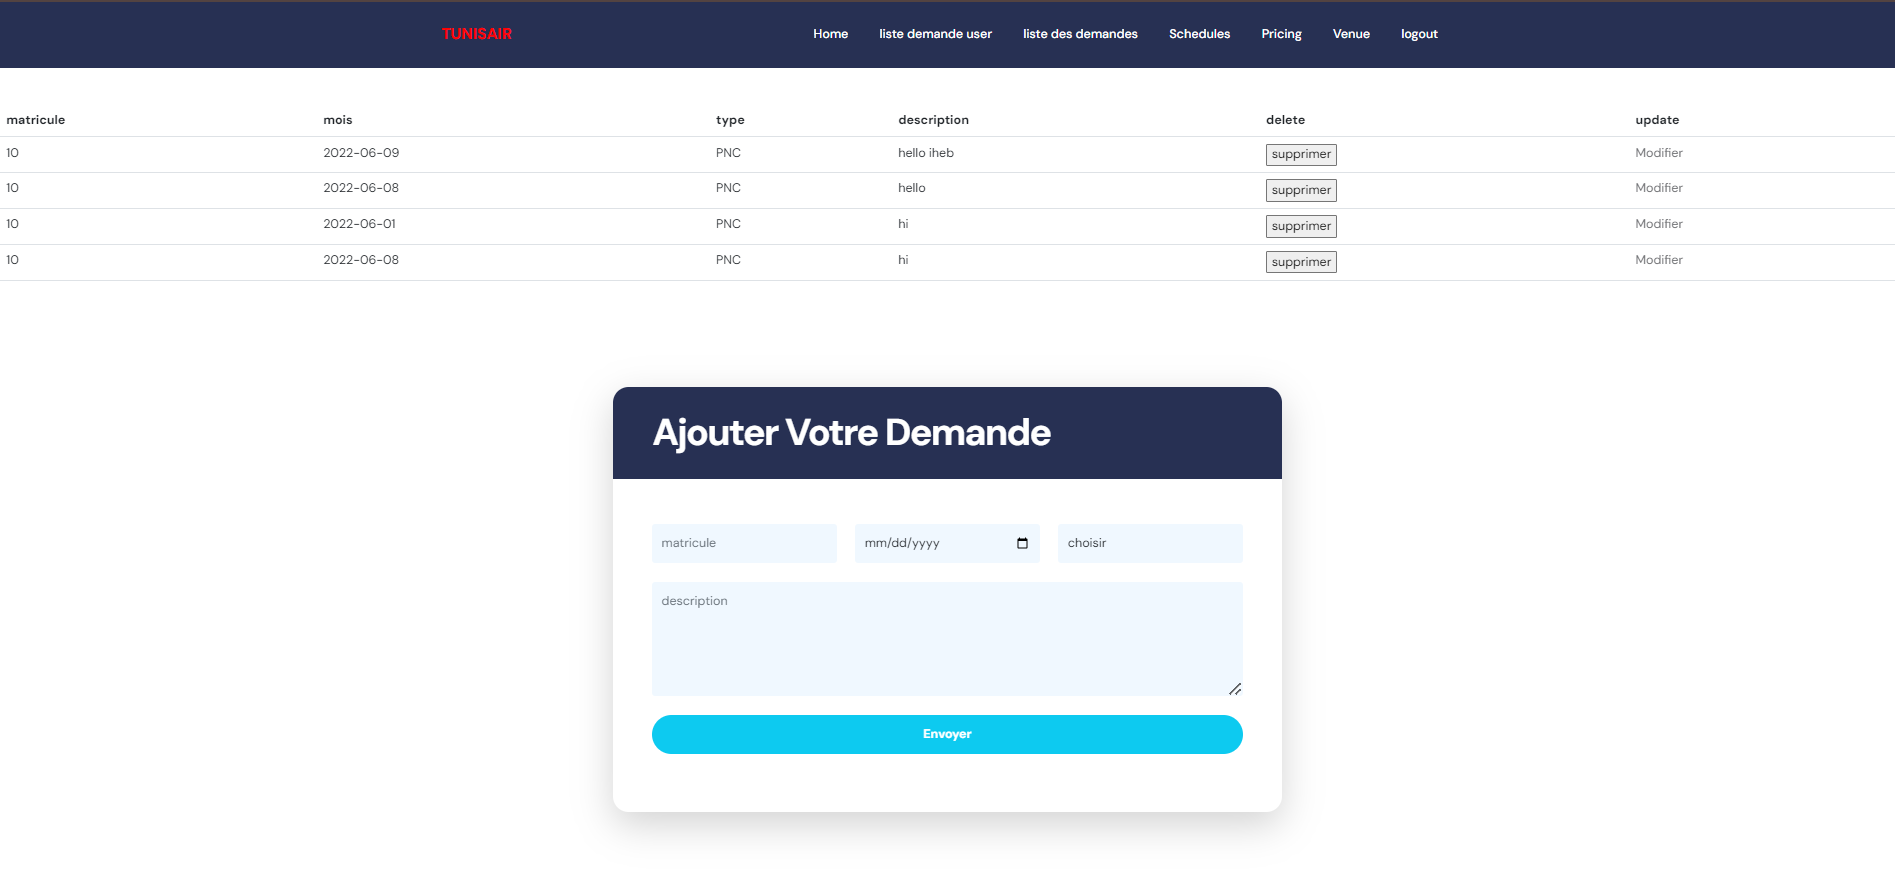 TUNISAIR Home liste demande user liste des demandes Schedules Pricing Venue logout
matricule mois type description delete update
10 2022-06-09 PNC hello iheb supprimer Modifier
10 2022-06-08 PNC hello supprimer Modifier
10 2022-06-01 PNC hi supprimer Modifier
10 2022-06-08 PNC hi supprimer Modifier
Ajouter Votre Demande
matricule mm/dd/yyyy choisir
description
Envoyer